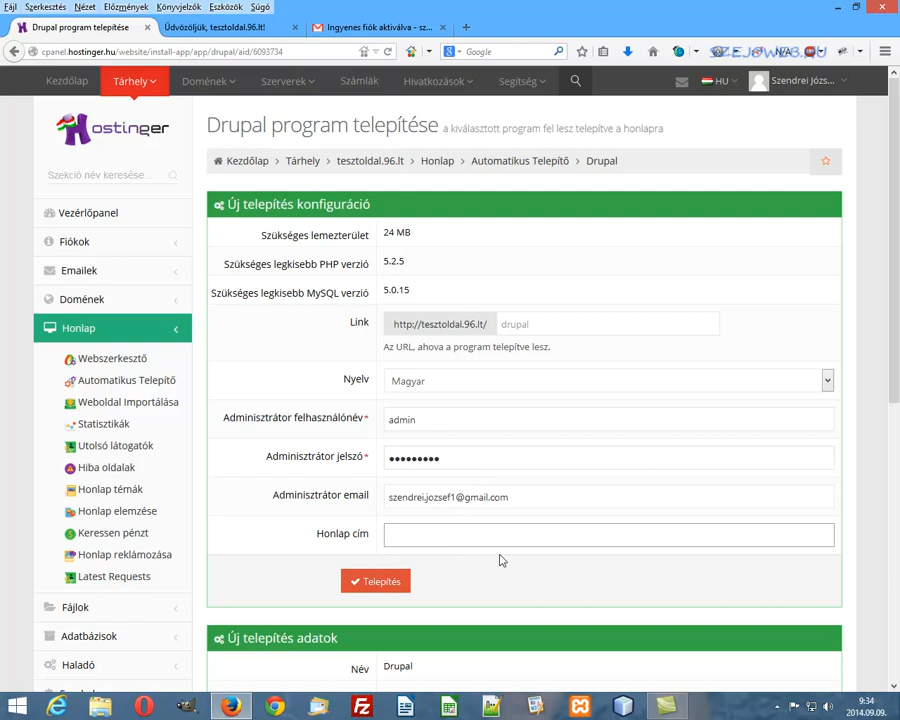 Fájl Szerkesztés Nézet Előzmények Könyvjelzők Eszközök Súgó
Drupal program telepítése
Üdvözöljük, tesztoldal.96.lt!
Ingyenes fiók aktiválva – sz...
cpanel.hostinger.hu/website/install-app/app/drupal/aid/6093734
Google
Kezdőlap
Tárhely
Domének
Szerverek
Számlák
Hivatkozások
Segítség
HU
Szendrei Józs...
ostinger
Szekció név keresése...
Vezérlőpanel
Fiókok
Emailek
Domének
Honlap
Webszerkesztő
Automatikus Telepítő
Weboldal Importálása
Statisztikák
Utolsó látogatók
Hiba oldalak
Honlap témák
Honlap elemzése
Keressen pénzt
Honlap reklámozása
Latest Requests
Fájlok
Adatbázisok
Haladó
Drupal program telepítése a kiválasztott program fel lesz telepítve a honlapra
Kezdőlap > Tárhely > tesztoldal.96.lt > Honlap > Automatikus Telepítő > Drupal
Új telepítés konfiguráció
Szükséges lemezterület 24 MB
Szükséges legkisebb PHP verzió 5.2.5
Szükséges legkisebb MySQL verzió 5.0.15
Link http://tesztoldal.96.lt/ drupal
Az URL, ahova a program telepítve lesz.
Nyelv Magyar
Adminisztrátor felhasználónév* admin
Adminisztrátor jelszó* •••••••••
Adminisztrátor email szendrei.jozsef1@gmail.com
Honlap cím
Telepítés
Új telepítés adatok
Név Drupal
9:34
2014.09.09.